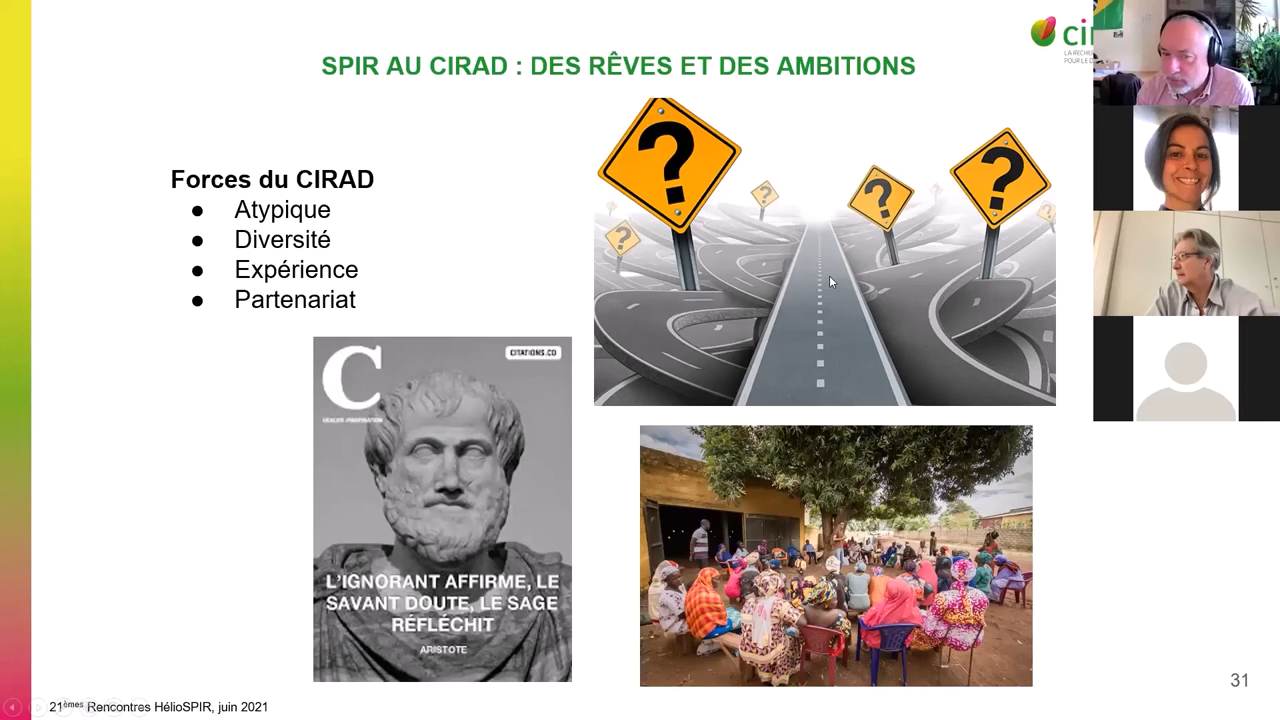 SPIR AU CIRAD : DES RÊVES ET DES AMBITIONS
Forces du CIRAD
● Atypique
● Diversité
● Expérience
● Partenariat
?
?
?
?
?
C
CITATIONS.CO
L'IGNORANT AFFIRME, LE
SAVANT DOUTE, LE SAGE
RÉFLÉCHIT
ARISTOTE
21èmes Rencontres HélioSPIR, juin 2021
31